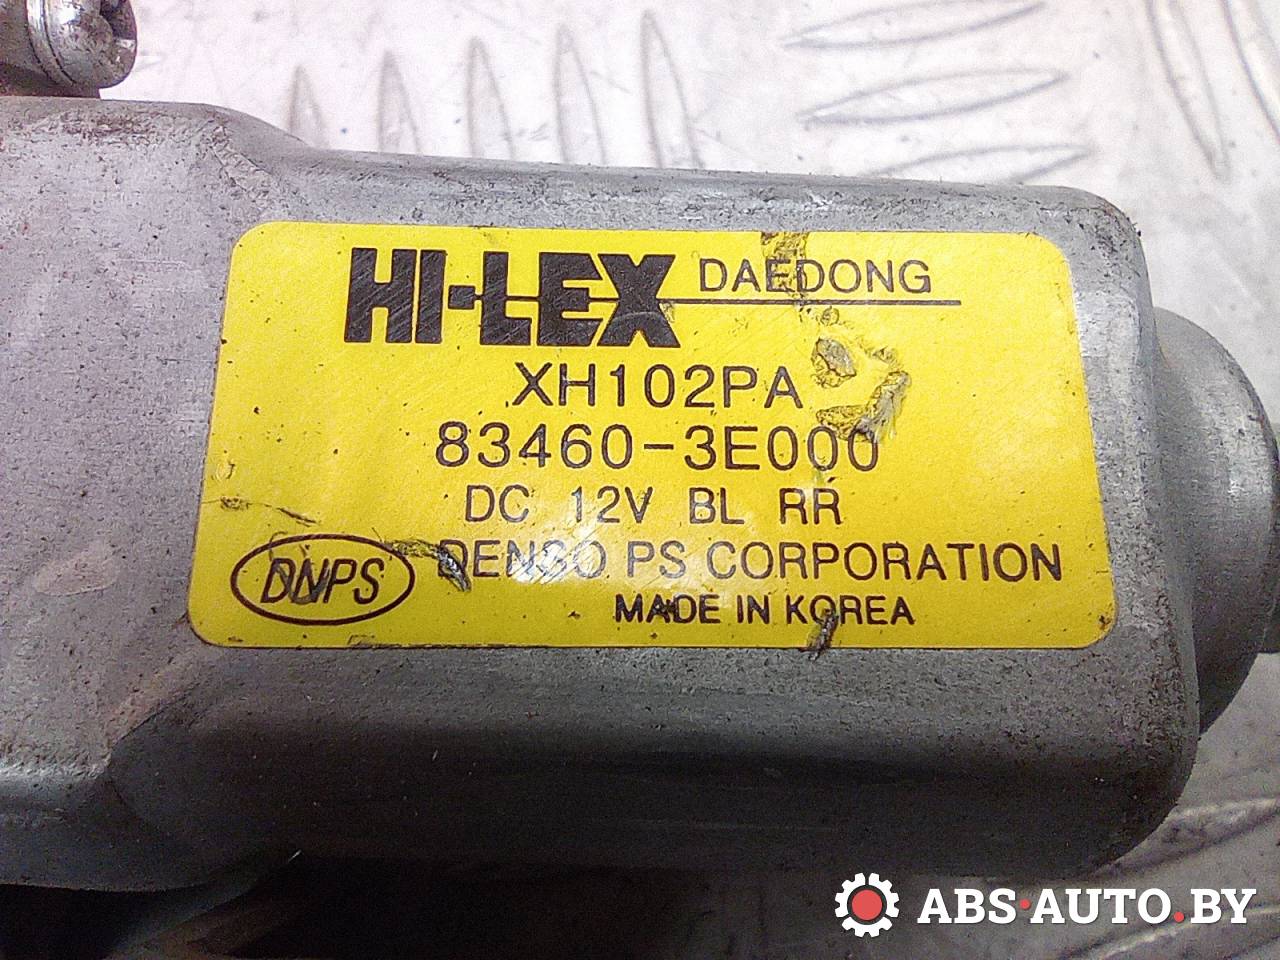 HI-LEX DAEDONG
XH102PA
83460-3E000
DC 12V BL RR
DNPS DENSO PS CORPORATION
MADE IN KOREA
ABS·AUTO.BY